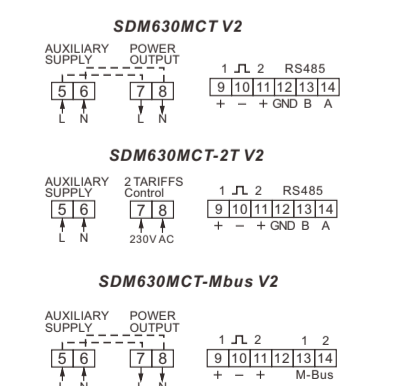 SDM630MCT V2
AUXILIARY SUPPLY
POWER OUTPUT
1 2 RS485
5 6 7 8 9 10 11 12 13 14
+ – + GND B A
L N L N
SDM630MCT-2T V2
AUXILIARY SUPPLY
2 TARIFFS Control
1 2 RS485
5 6 7 8 9 10 11 12 13 14
+ – + GND B A
L N 230V AC
SDM630MCT-Mbus V2
AUXILIARY SUPPLY
POWER OUTPUT
1 2 1 2
5 6 7 8 9 10 11 12 13 14
+ – + M-Bus
L N L N